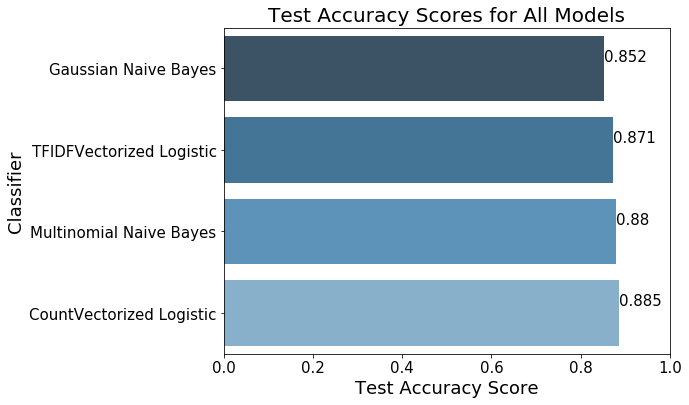 Test Accuracy Scores for All Models
Classifier
Gaussian Naive Bayes
0.852
TFIDFVectorized Logistic
0.871
Multinomial Naive Bayes
0.88
CountVectorized Logistic
0.885
0.0 0.2 0.4 0.6 0.8 1.0
Test Accuracy Score